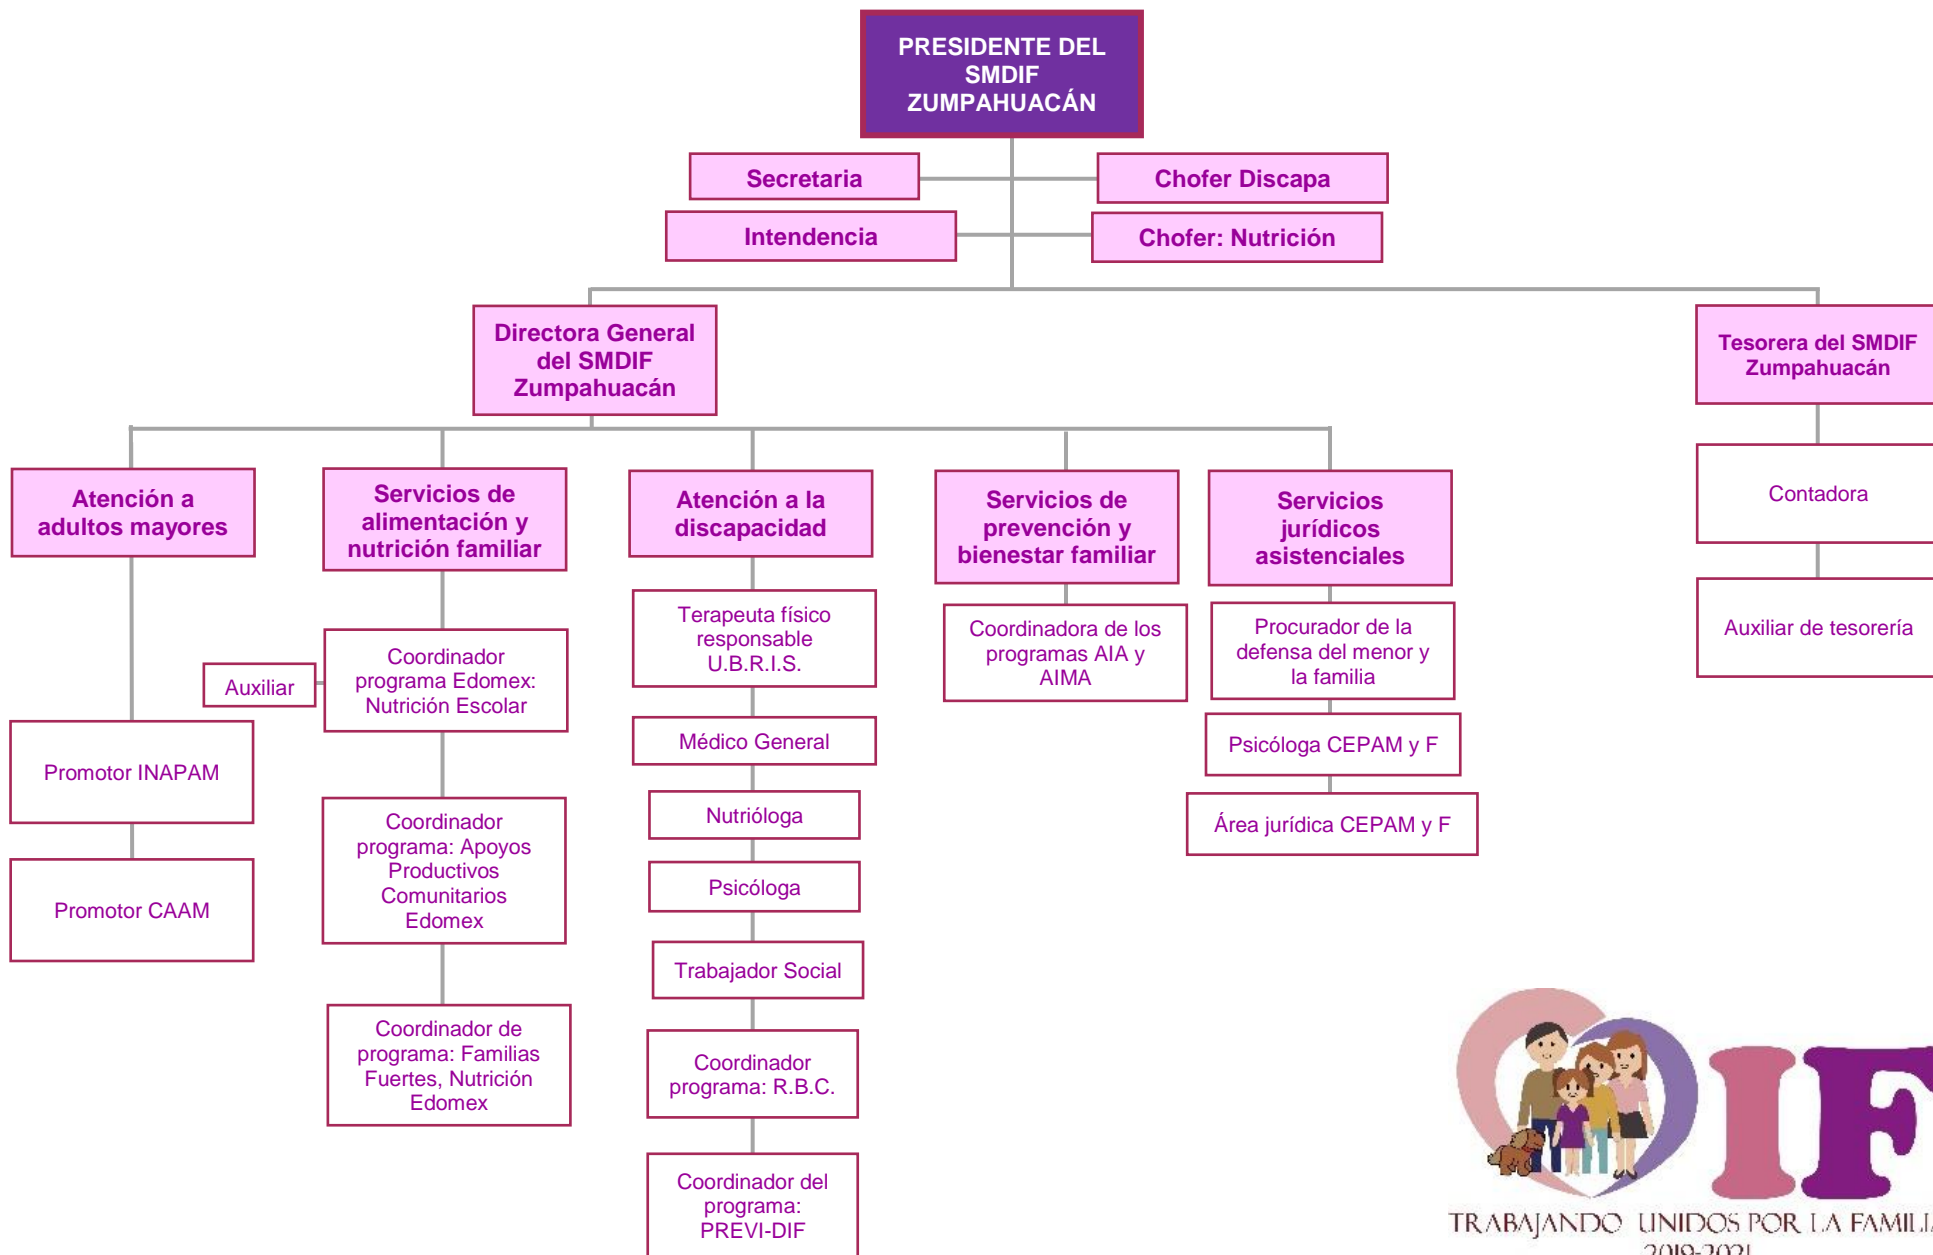 PRESIDENTE DEL
SMDIF
ZUMPAHUACÁN
Secretaria
Chofer Discapa
Intendencia
Chofer: Nutrición
Directora General
del SMDIF
Zumpahuacán
Tesorera del SMDIF
Zumpahuacán
Atención a
adultos mayores
Promotor INAPAM
Promotor CAAM
Servicios de
alimentación y
nutrición familiar
Auxiliar
Coordinador
programa Edomex:
Nutrición Escolar
Coordinador
programa: Apoyos
Productivos
Comunitarios
Edomex
Coordinador de
programa: Familias
Fuertes, Nutrición
Edomex
Atención a la
discapacidad
Terapeuta físico
responsable
U.B.R.I.S.
Médico General
Nutrióloga
Psicóloga
Trabajador Social
Coordinador
programa: R.B.C.
Coordinador del
programa:
PREVI-DIF
Servicios de
prevención y
bienestar familiar
Coordinadora de los
programas AIA y
AIMA
Servicios
jurídicos
asistenciales
Procurador de la
defensa del menor y
la familia
Psicóloga CEPAM y F
Área jurídica CEPAM y F
Contadora
Auxiliar de tesorería
DIF
TRABAJANDO UNIDOS POR LA FAMILIA
2019-2021